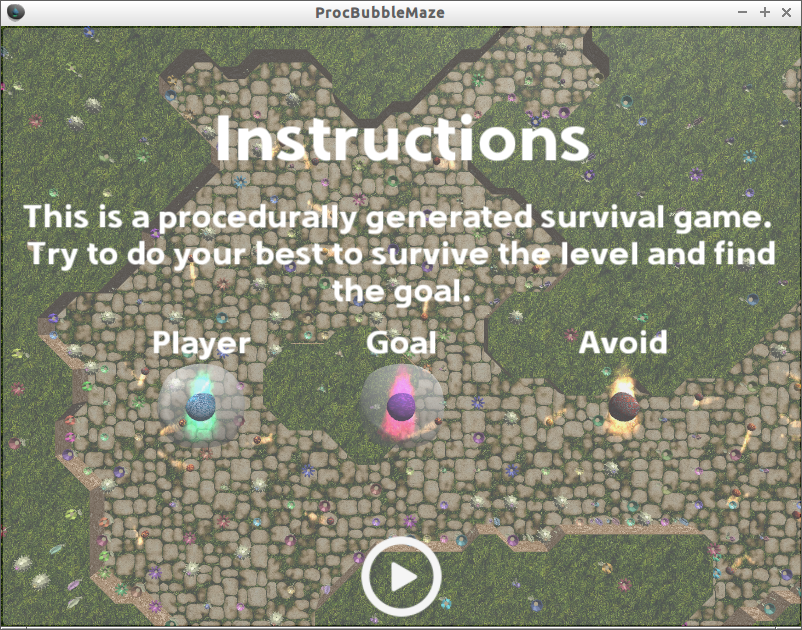 ProcBubbleMaze
Instructions
This is a procedurally generated survival game.
Try to do your best to survive the level and find
the goal.
Player Goal Avoid